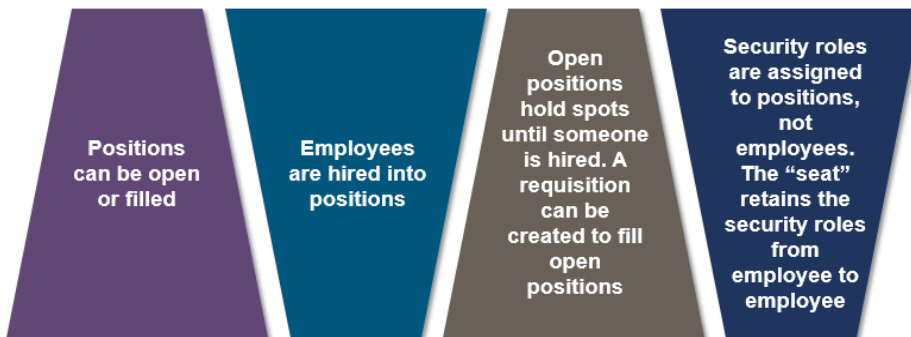 Positions
can be open
or filled
Employees
are hired into
positions
Open
positions
hold spots
until someone
is hired. A
requisition
can be
created to fill
open
positions
Security roles
are assigned
to positions,
not
employees.
The “seat”
retains the
security roles
from
employee to
employee